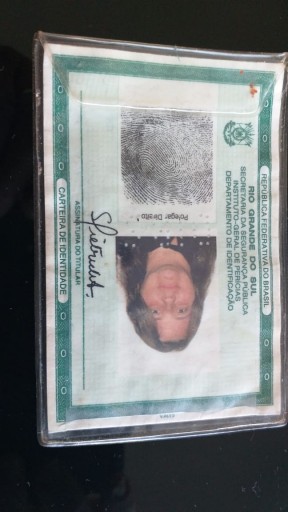 REPÚBLICA FEDERATIVA DO BRASIL
RIO GRANDE DO SUL
SECRETARIA DA SEGURANÇA PÚBLICA
INSTITUTO-GERAL DE PERÍCIAS
DEPARTAMENTO DE IDENTIFICAÇÃO
Polegar Direito
ASSINATURA DO TITULAR
CARTEIRA DE IDENTIDADE